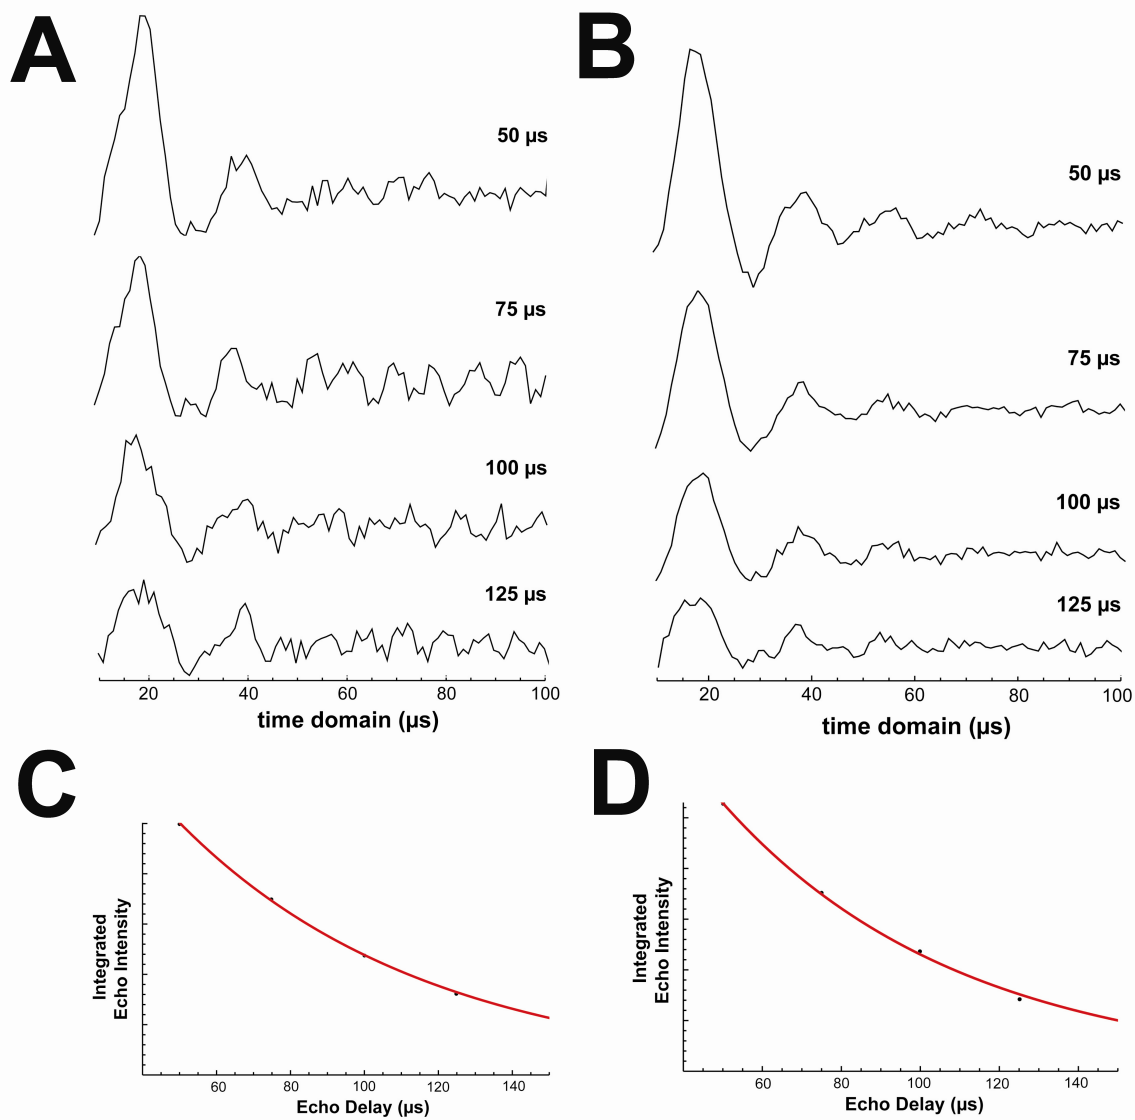 A
50 µs
75 µs
100 µs
125 µs
20 40 60 80 100
time domain (µs)
B
50 µs
75 µs
100 µs
125 µs
20 40 60 80 100
time domain (µs)
C
Integrated
Echo Intensity
60 80 100 120 140
Echo Delay (µs)
D
Integrated
Echo Intensity
60 80 100 120 140
Echo Delay (µs)